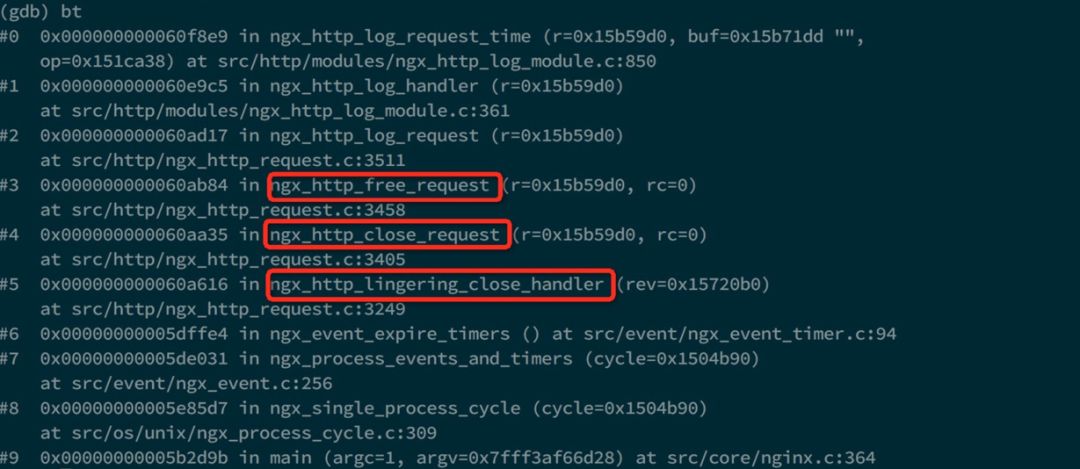 (gdb) bt
#0  0x000000000060f8e9 in ngx_http_log_request_time (r=0x15b59d0, buf=0x15b71dd "",
    op=0x151ca38) at src/http/modules/ngx_http_log_module.c:850
#1  0x000000000060e9c5 in ngx_http_log_handler (r=0x15b59d0)
    at src/http/modules/ngx_http_log_module.c:361
#2  0x000000000060ad17 in ngx_http_log_request (r=0x15b59d0)
    at src/http/ngx_http_request.c:3511
#3  0x000000000060ab84 in ngx_http_free_request (r=0x15b59d0, rc=0)
    at src/http/ngx_http_request.c:3458
#4  0x000000000060aa35 in ngx_http_close_request (r=0x15b59d0, rc=0)
    at src/http/ngx_http_request.c:3405
#5  0x000000000060a616 in ngx_http_lingering_close_handler (rev=0x15720b0)
    at src/http/ngx_http_request.c:3249
#6  0x00000000005dffe4 in ngx_event_expire_timers () at src/event/ngx_event_timer.c:94
#7  0x00000000005de031 in ngx_process_events_and_timers (cycle=0x1504b90)
    at src/event/ngx_event.c:256
#8  0x00000000005e85d7 in ngx_single_process_cycle (cycle=0x1504b90)
    at src/os/unix/ngx_process_cycle.c:309
#9  0x00000000005b2d9b in main (argc=1, argv=0x7fff3af66d28) at src/core/nginx.c:364